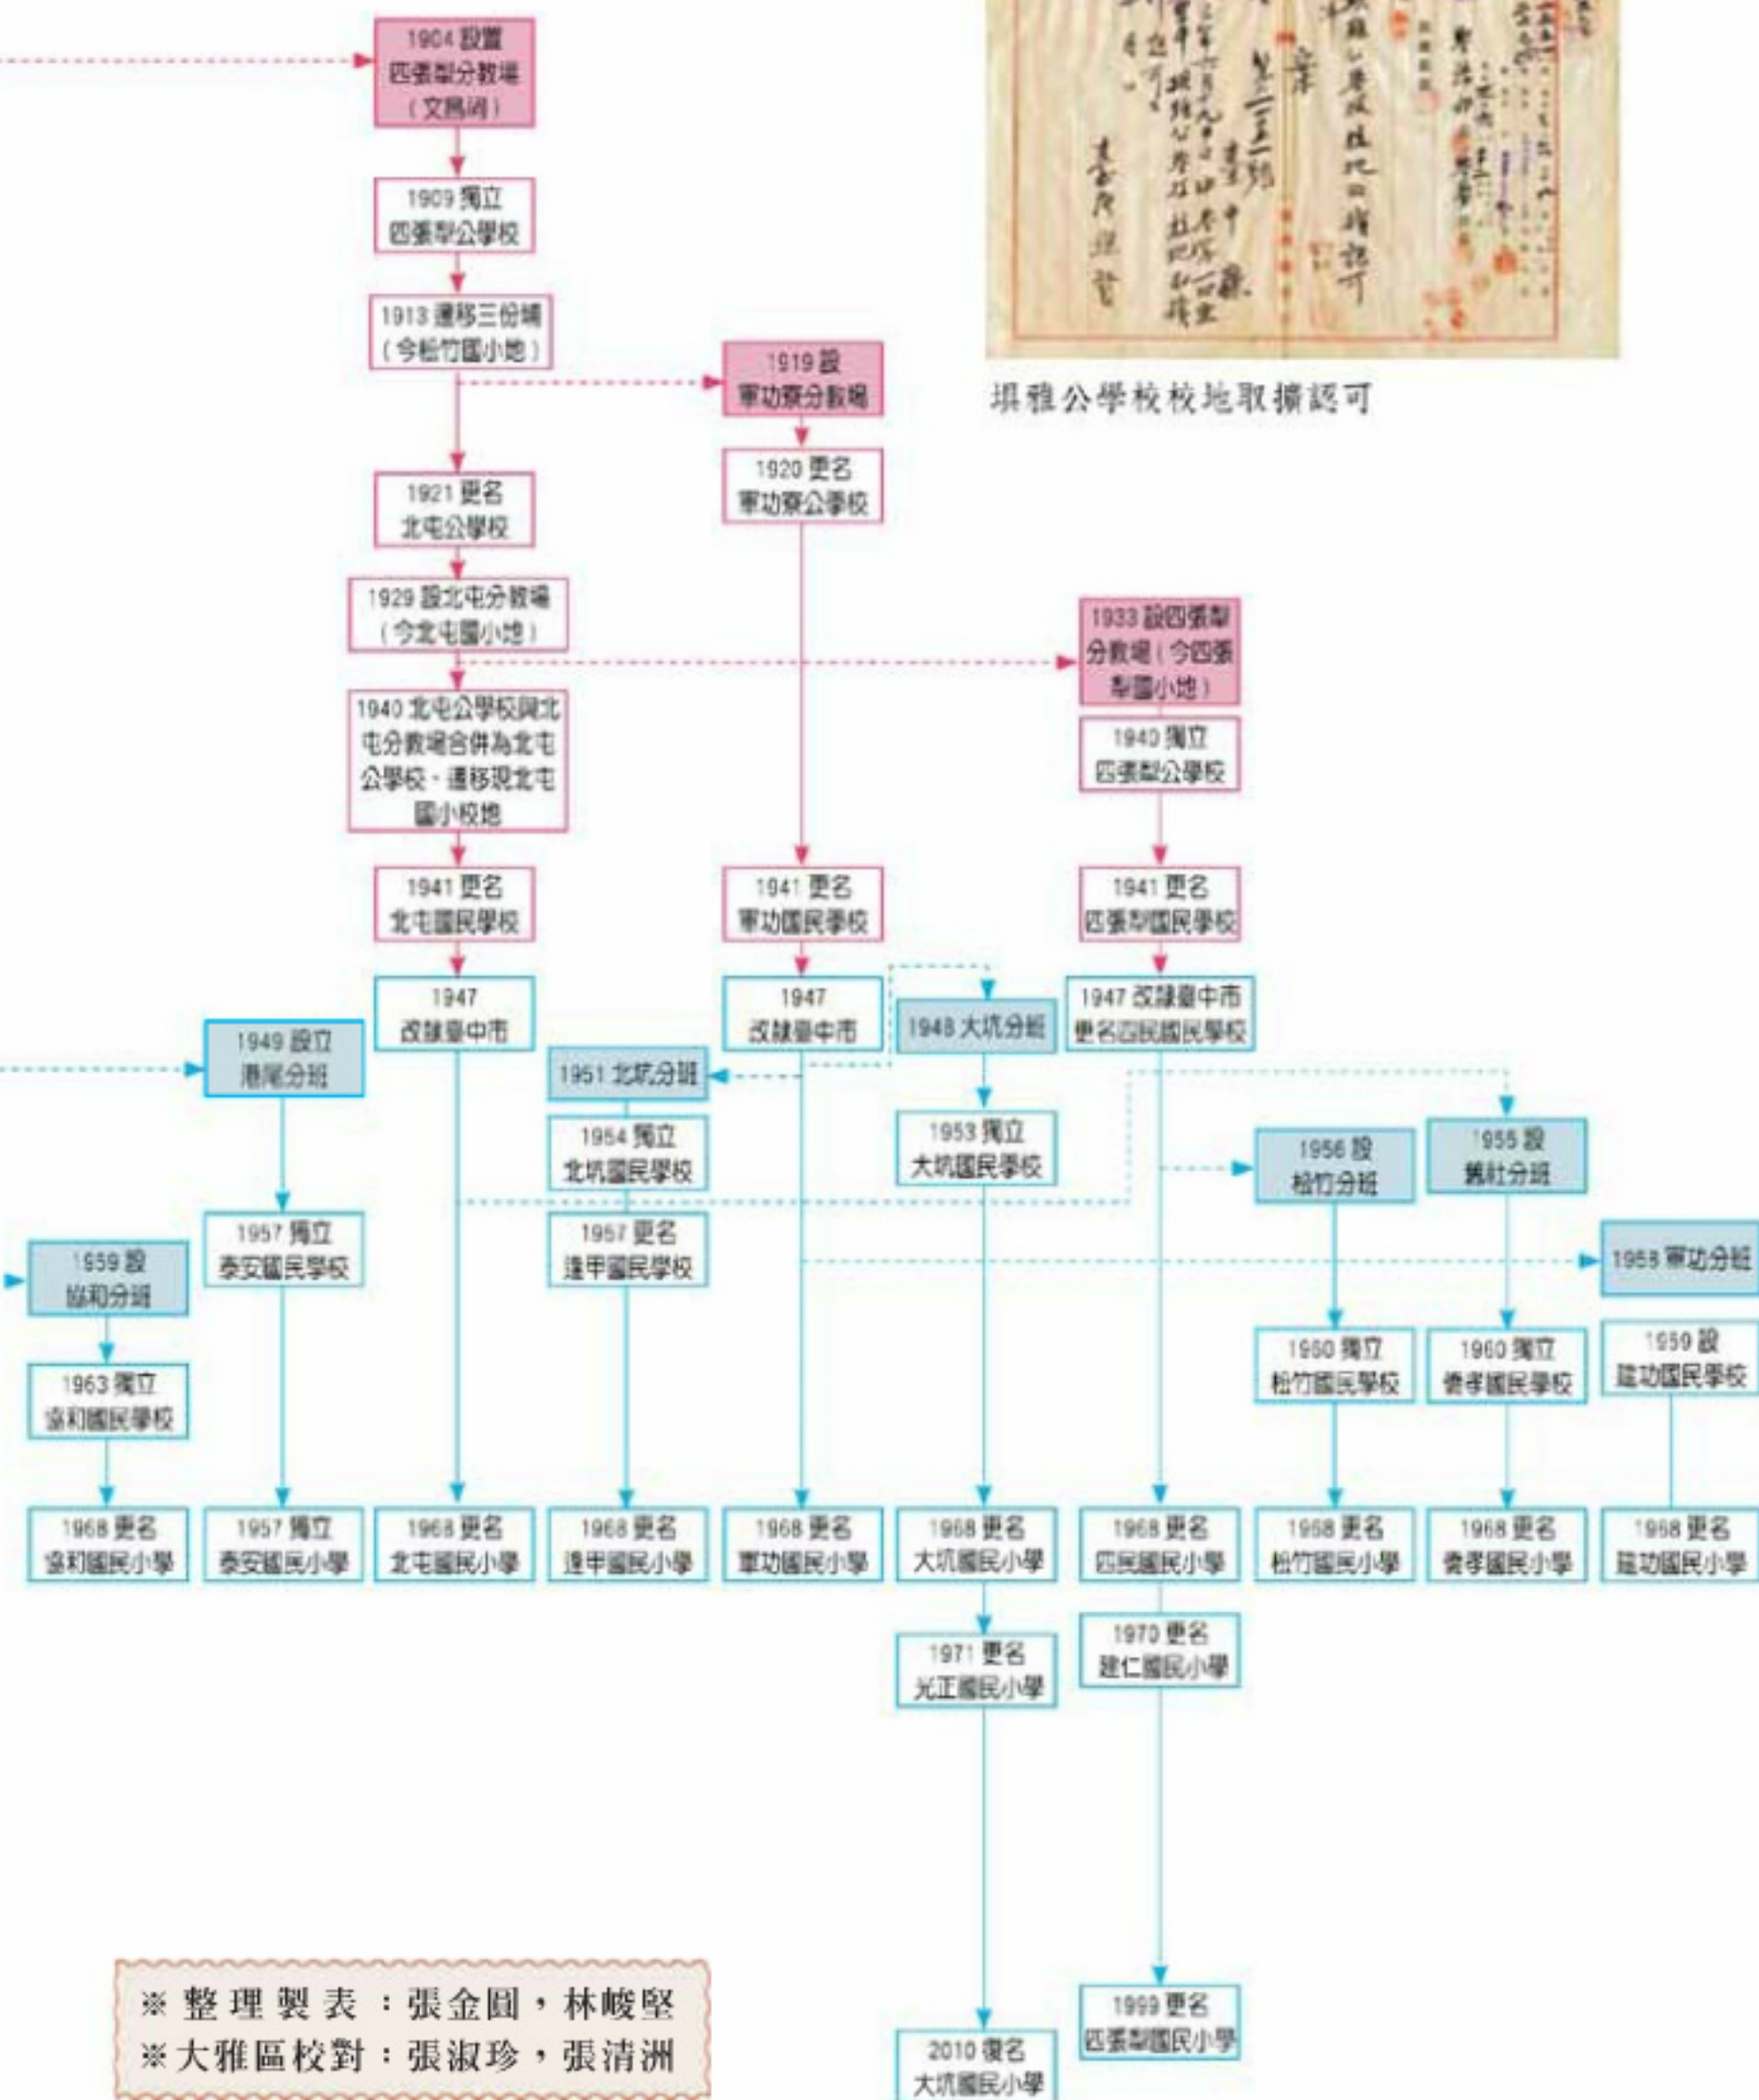 1904 設置
四張犁分教場
(文昌祠)
1909 獨立
四張犁公學校
1913 遷移三份埔
(今松竹國小地)
1919 設
軍功寮分教場
1920 更名
軍功寮公學校
1921 更名
北屯公學校
1929 設北屯分教場
(今北屯國小地)
1933 設四張犁
分教場(今四張
犁國小地)
1940 北屯公學校與北
屯分教場合併為北屯
公學校、遷移現北屯
國小校地
1940 獨立
四張犁公學校
1941 更名
北屯國民學校
1941 更名
軍功國民學校
1941 更名
四張犁國民學校
1947
改隸臺中市
1947
改隸臺中市
1948 大坑分班
1947 改隸臺中市
更名四民國民學校
1949 設立
港尾分班
1951 北坑分班
1954 獨立
北坑國民學校
1953 獨立
大坑國民學校
1956 設
松竹分班
1955 設
舊社分班
1957 獨立
泰安國民學校
1957 更名
逢甲國民學校
1959 設
協和分班
1958 軍功分班
1963 獨立
協和國民學校
1960 獨立
松竹國民學校
1960 獨立
僑孝國民學校
1959 設
建功國民學校
1968 更名
協和國民小學
1957 獨立
泰安國民小學
1968 更名
北屯國民小學
1968 更名
逢甲國民小學
1968 更名
軍功國民小學
1968 更名
大坑國民小學
1968 更名
四民國民小學
1968 更名
松竹國民小學
1968 更名
僑孝國民小學
1968 更名
建功國民小學
1971 更名
光正國民小學
1970 更名
建仁國民小學
1999 更名
四張犁國民小學
2010 復名
大坑國民小學
埧雅公學校校地取擴認可
※整理製表:張金圓,林峻堅
※大雅區校對:張淑珍,張清洲